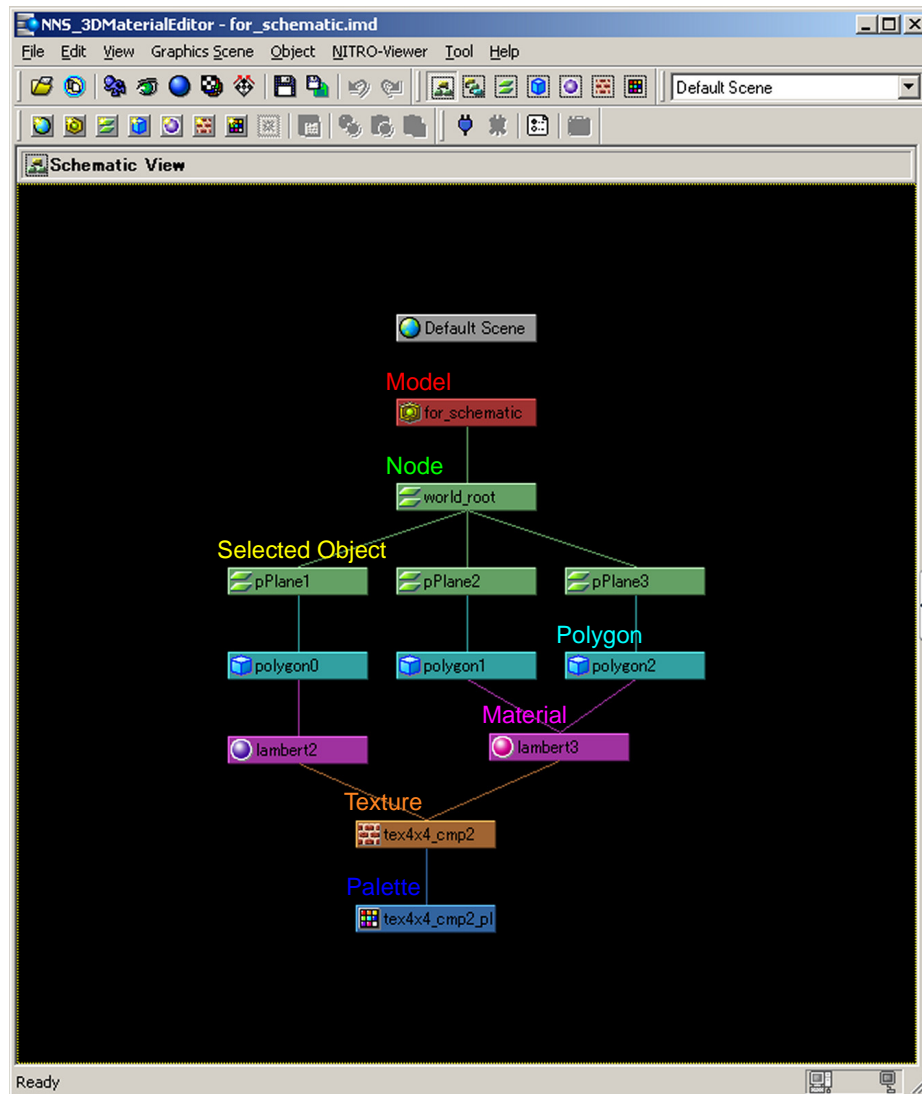 NNS_3DMaterialEditor - for_schematic.imd
File Edit View Graphics Scene Object NITRO-Viewer Tool Help
Default Scene
Schematic View
Default Scene
Model
for_schematic
Node
world_root
Selected Object
pPlane1 pPlane2 pPlane3
Polygon
polygon0 polygon1 polygon2
Material
lambert2 lambert3
Texture
tex4x4_cmp2
Palette
tex4x4_cmp2_pl
Ready